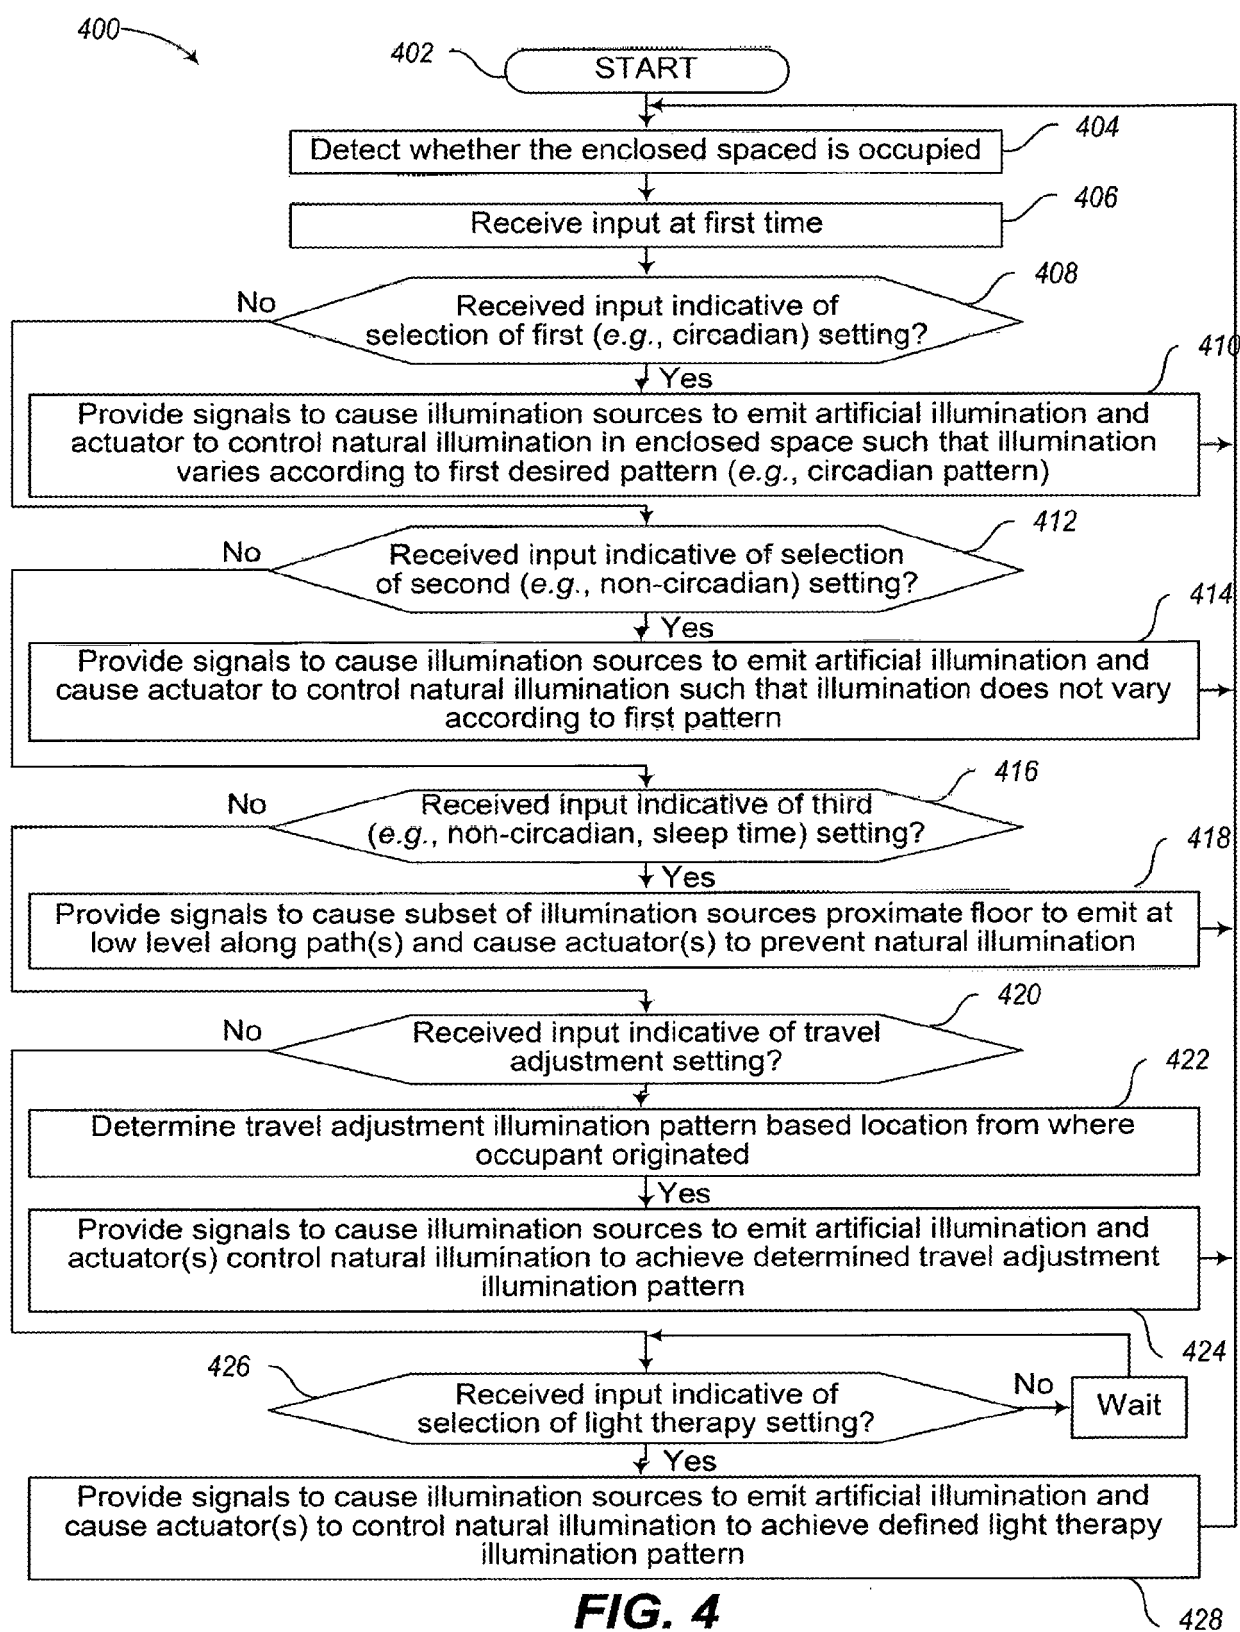 400
402
START
404
Detect whether the enclosed spaced is occupied
406
Receive input at first time
408
No
Received input indicative of
selection of first (e.g., circadian) setting?
410
Yes
Provide signals to cause illumination sources to emit artificial illumination and
actuator to control natural illumination in enclosed space such that illumination
varies according to first desired pattern (e.g., circadian pattern)
412
No
Received input indicative of selection
of second (e.g., non-circadian) setting?
414
Yes
Provide signals to cause illumination sources to emit artificial illumination and
cause actuator to control natural illumination such that illumination does not vary
according to first pattern
416
No
Received input indicative of third
(e.g., non-circadian, sleep time) setting?
418
Yes
Provide signals to cause subset of illumination sources proximate floor to emit at
low level along path(s) and cause actuator(s) to prevent natural illumination
420
No
Received input indicative of travel
adjustment setting?
422
Determine travel adjustment illumination pattern based location from where
occupant originated
Yes
Provide signals to cause illumination sources to emit artificial illumination and
actuator(s) control natural illumination to achieve determined travel adjustment
illumination pattern
424
426
Received input indicative of
selection of light therapy setting?
No
Wait
Yes
Provide signals to cause illumination sources to emit artificial illumination and
cause actuator(s) to control natural illumination to achieve defined light therapy
illumination pattern
428
FIG. 4